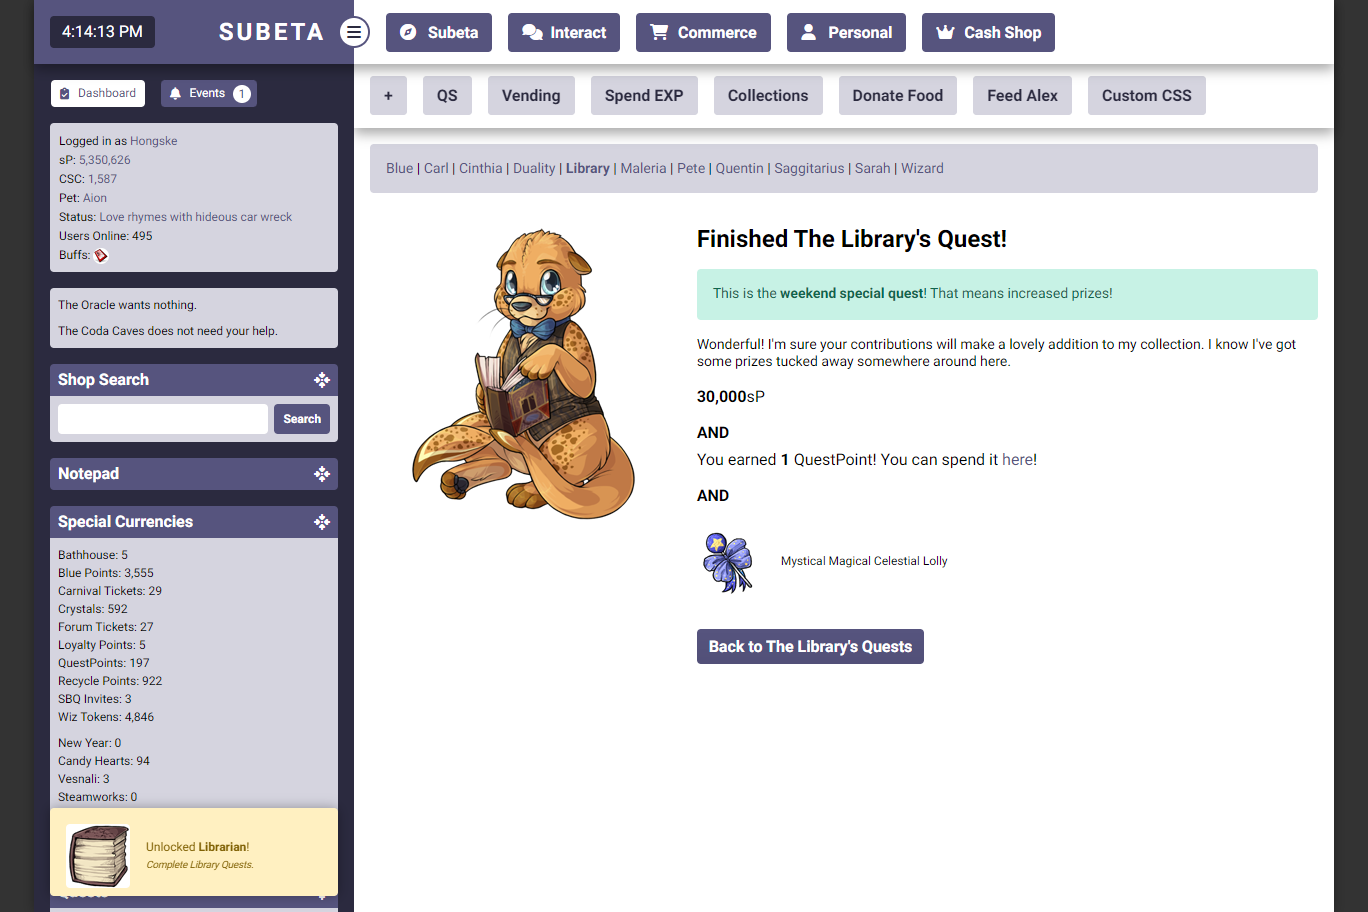 4:14:13 PM
SUBETA
Subeta
Interact
Commerce
Personal
Cash Shop
Dashboard
Events 1
+
QS
Vending
Spend EXP
Collections
Donate Food
Feed Alex
Custom CSS
Logged in as Hongske
sP: 5,350,626
CSC: 1,587
Pet: Aion
Status: Love rhymes with hideous car wreck
Users Online: 495
Buffs:
The Oracle wants nothing.
The Coda Caves does not need your help.
Shop Search
Search
Notepad
Special Currencies
Bathhouse: 5
Blue Points: 3,555
Carnival Tickets: 29
Crystals: 592
Forum Tickets: 27
Loyalty Points: 5
QuestPoints: 197
Recycle Points: 922
SBQ Invites: 3
Wiz Tokens: 4,846
New Year: 0
Candy Hearts: 94
Vesnali: 3
Steamworks: 0
Unlocked Librarian!
Complete Library Quests.
Blue | Carl | Cinthia | Duality | Library | Maleria | Pete | Quentin | Saggitarius | Sarah | Wizard
Finished The Library's Quest!
This is the weekend special quest! That means increased prizes!
Wonderful! I'm sure your contributions will make a lovely addition to my collection. I know I've got
some prizes tucked away somewhere around here.
30,000sP
AND
You earned 1 QuestPoint! You can spend it here!
AND
Mystical Magical Celestial Lolly
Back to The Library's Quests